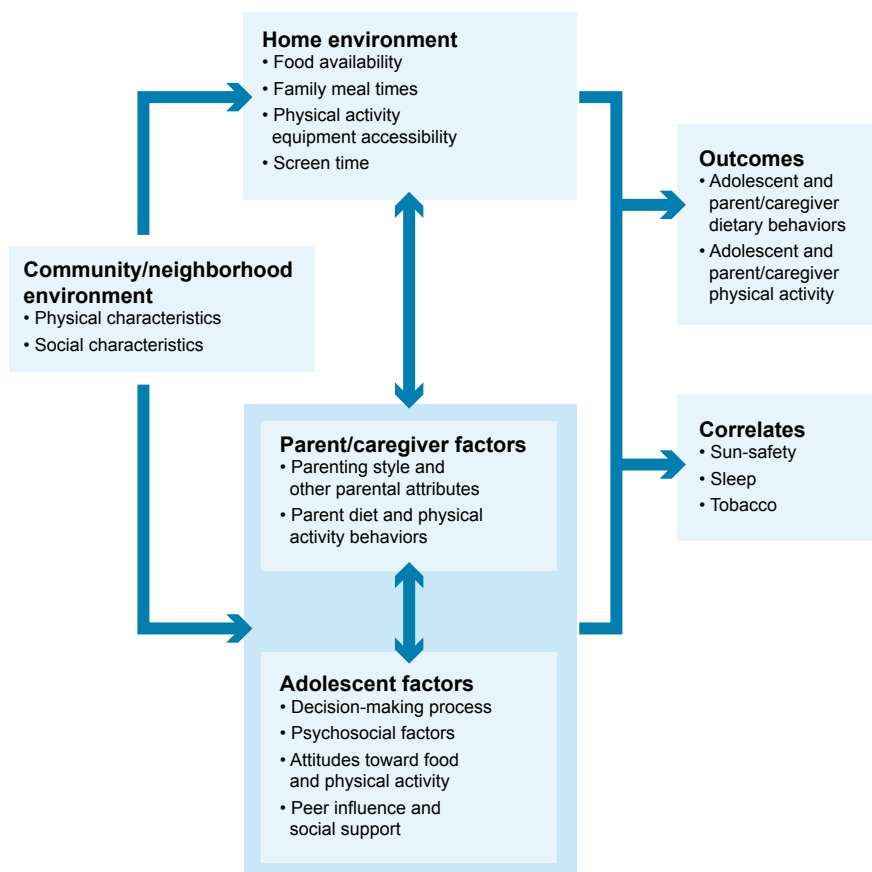 Home environment
• Food availability
• Family meal times
• Physical activity
equipment accessibility
• Screen time
Community/neighborhood
environment
• Physical characteristics
• Social characteristics
Parent/caregiver factors
• Parenting style and
other parental attributes
• Parent diet and physical
activity behaviors
Adolescent factors
• Decision-making process
• Psychosocial factors
• Attitudes toward food
and physical activity
• Peer influence and
social support
Outcomes
• Adolescent and
parent/caregiver
dietary behaviors
• Adolescent and
parent/caregiver
physical activity
Correlates
• Sun-safety
• Sleep
• Tobacco